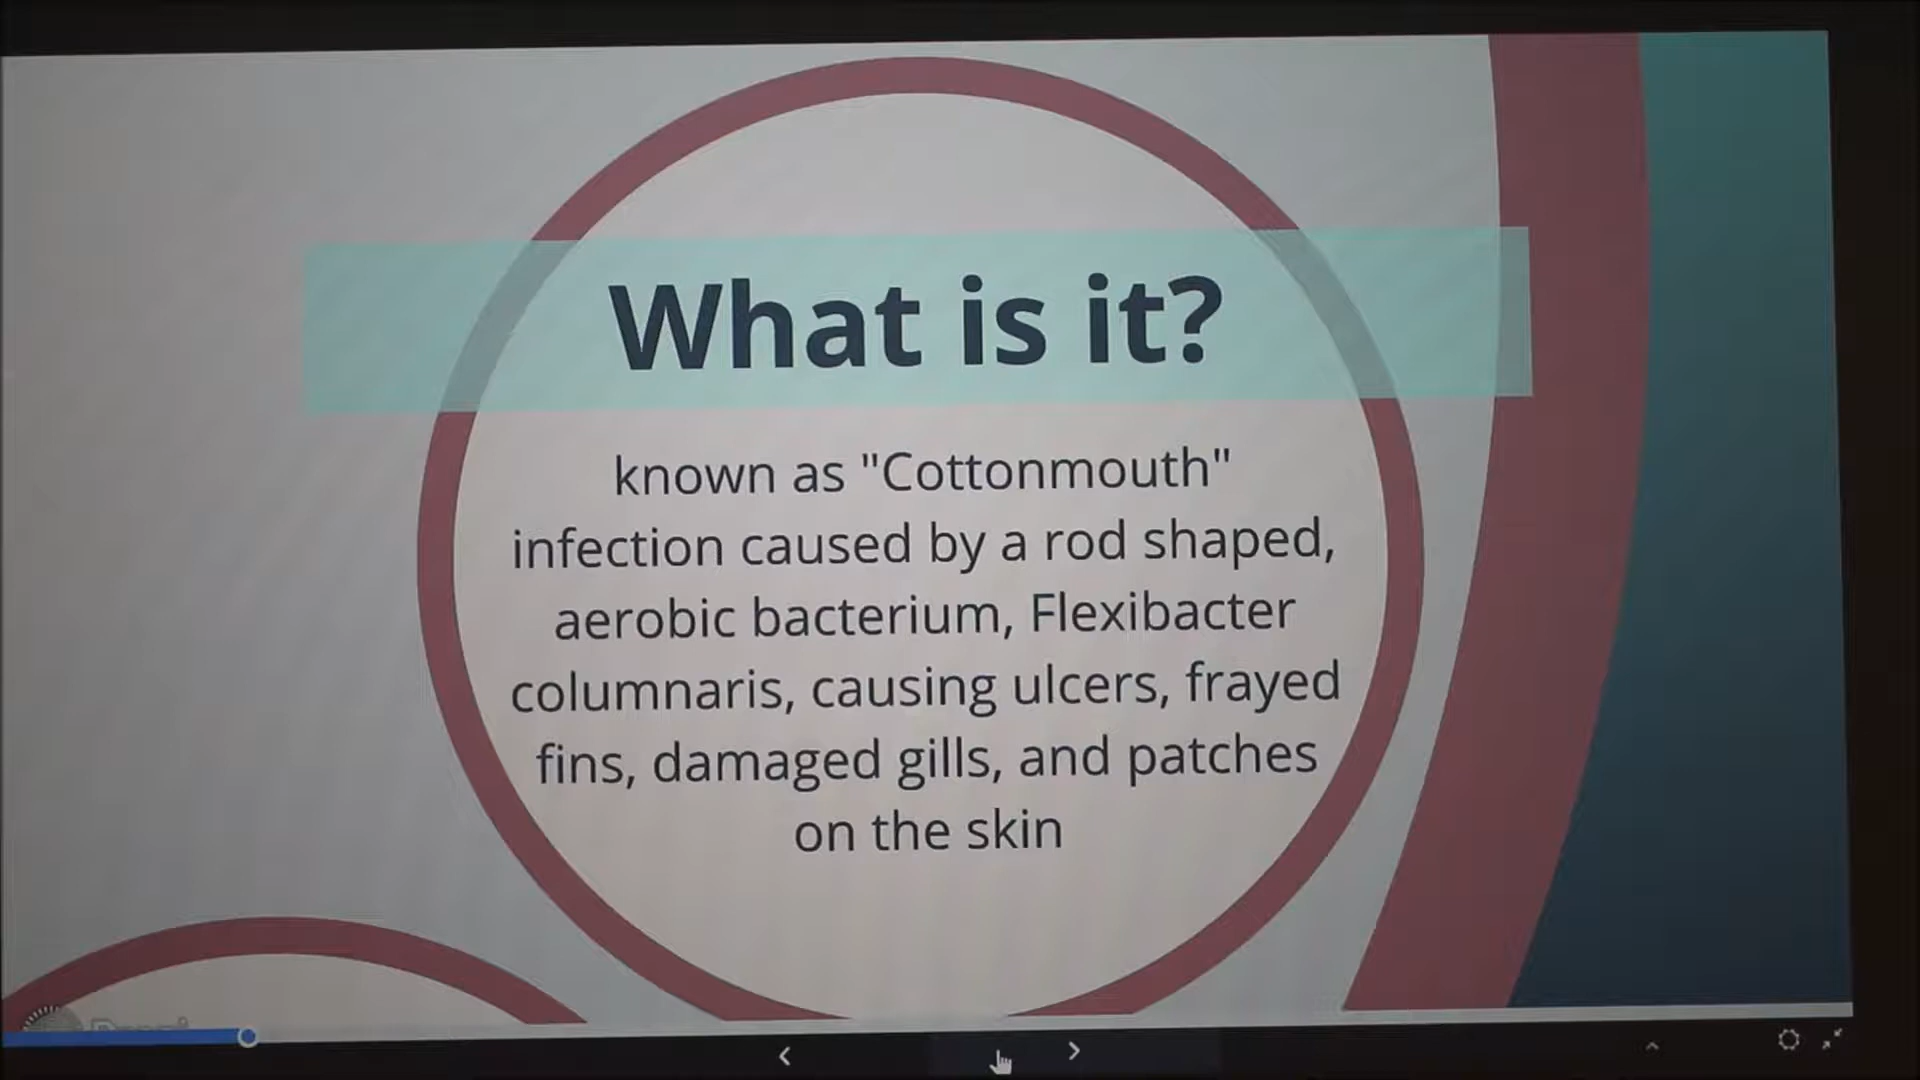 What is it?
known as "Cottonmouth"
infection caused by a rod shaped,
aerobic bacterium, Flexibacter
columnaris, causing ulcers, frayed
fins, damaged gills, and patches
on the skin